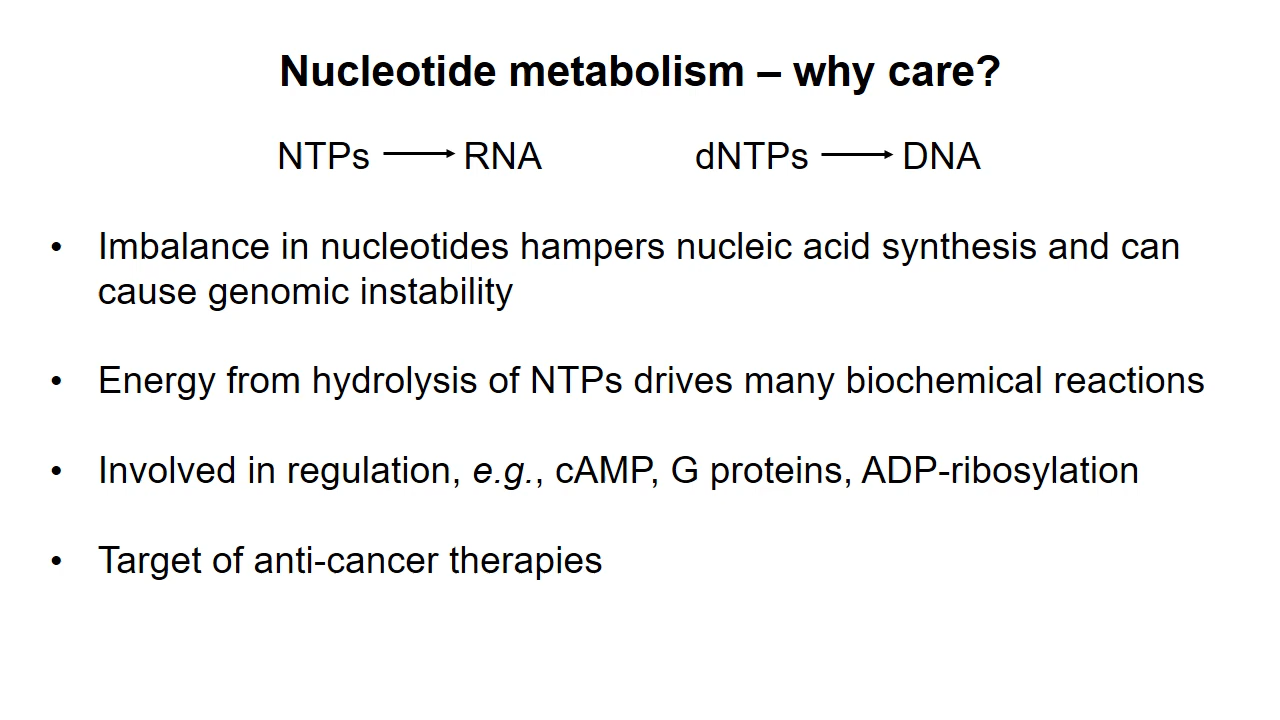 Nucleotide metabolism – why care?
NTPs → RNA dNTPs → DNA
• Imbalance in nucleotides hampers nucleic acid synthesis and can
cause genomic instability
• Energy from hydrolysis of NTPs drives many biochemical reactions
• Involved in regulation, e.g., cAMP, G proteins, ADP-ribosylation
• Target of anti-cancer therapies